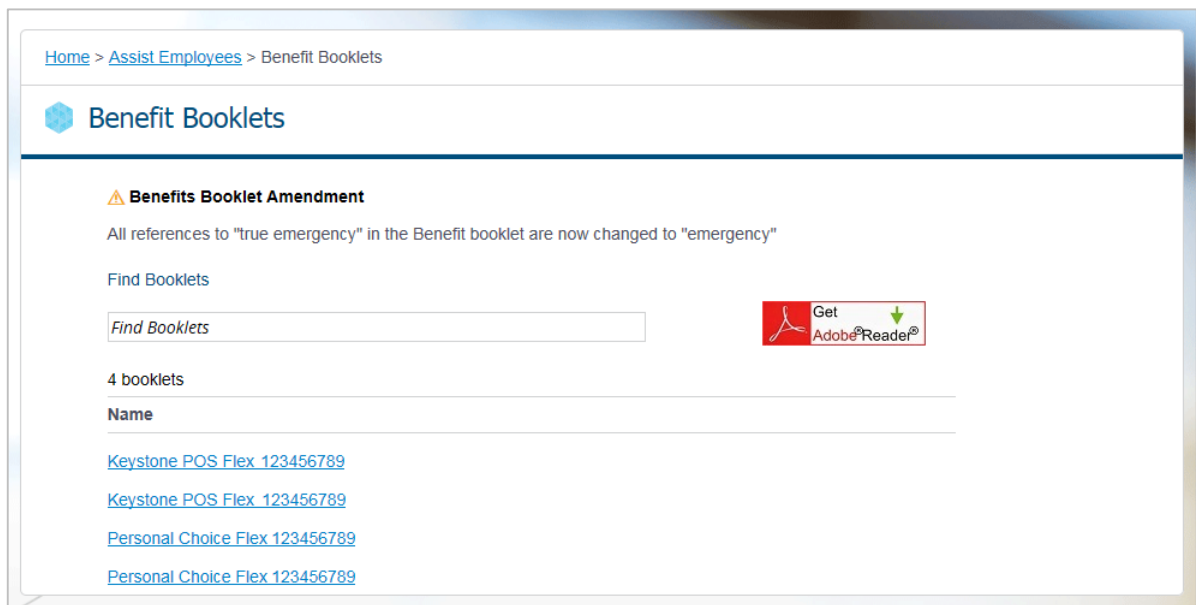 Home > Assist Employees > Benefit Booklets
Benefit Booklets
Benefits Booklet Amendment
All references to "true emergency" in the Benefit booklet are now changed to "emergency"
Find Booklets
Find Booklets
Get
Adobe®Reader®
4 booklets
Name
Keystone POS Flex 123456789
Keystone POS Flex 123456789
Personal Choice Flex 123456789
Personal Choice Flex 123456789